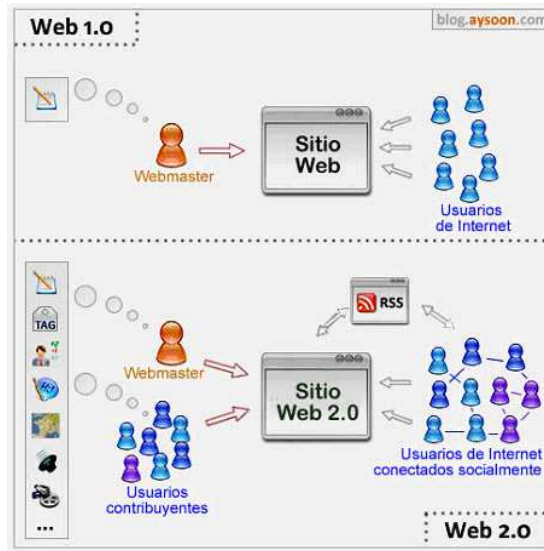 Web 1.0
blog.aysoon.com
Webmaster
Sitio
Web
Usuarios
de Internet
TAG
RSS
Webmaster
Sitio
Web 2.0
Usuarios
contribuyentes
Usuarios de Internet
conectados socialmente
...
Web 2.0